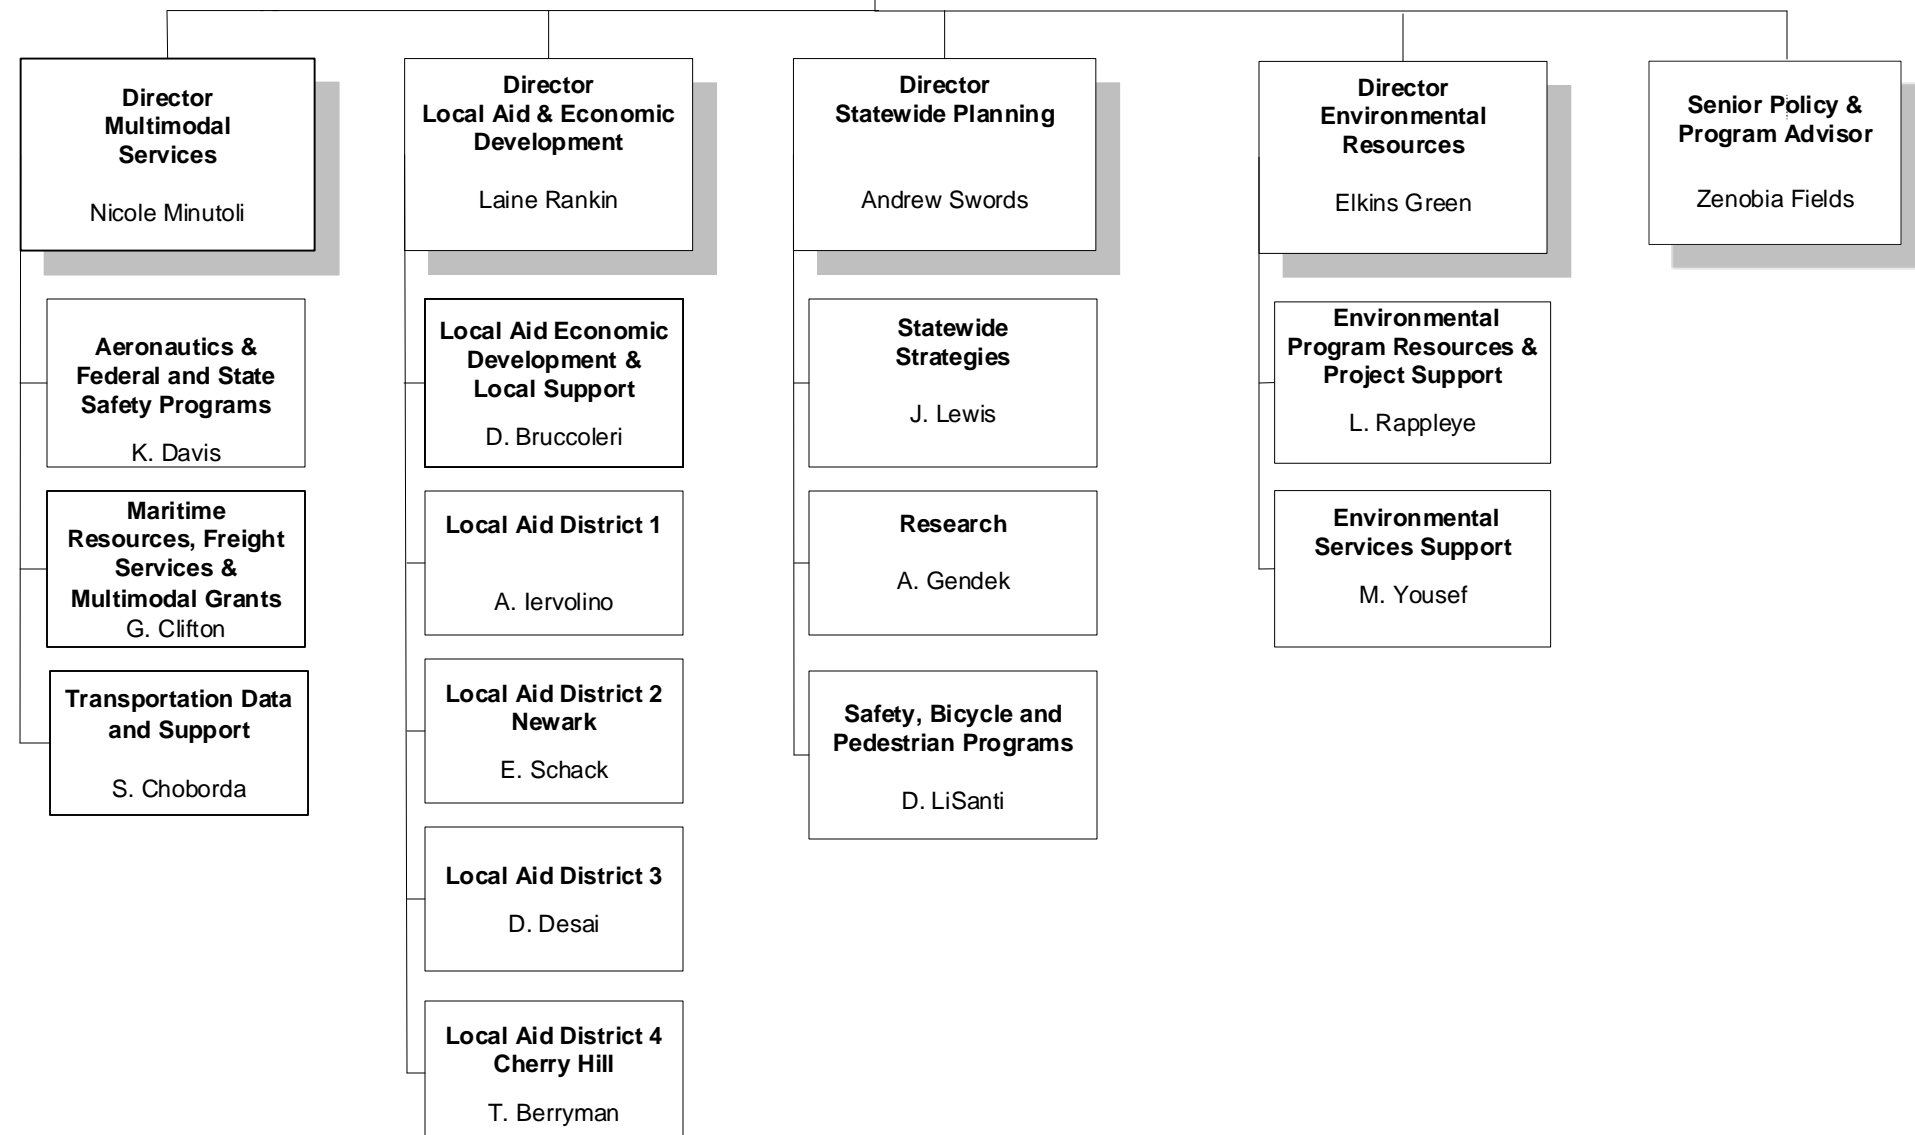 Director
Multimodal
Services
Nicole Minutoli
Aeronautics &
Federal and State
Safety Programs
K. Davis
Maritime
Resources, Freight
Services &
Multimodal Grants
G. Clifton
Transportation Data
and Support
S. Choborda
Director
Local Aid & Economic
Development
Laine Rankin
Local Aid Economic
Development &
Local Support
D. Bruccoleri
Local Aid District 1
A. Iervolino
Local Aid District 2
Newark
E. Schack
Local Aid District 3
D. Desai
Local Aid District 4
Cherry Hill
T. Berryman
Director
Statewide Planning
Andrew Swords
Statewide
Strategies
J. Lewis
Research
A. Gendek
Safety, Bicycle and
Pedestrian Programs
D. LiSanti
Director
Environmental
Resources
Elkins Green
Environmental
Program Resources &
Project Support
L. Rappleye
Environmental
Services Support
M. Yousef
Senior Policy &
Program Advisor
Zenobia Fields